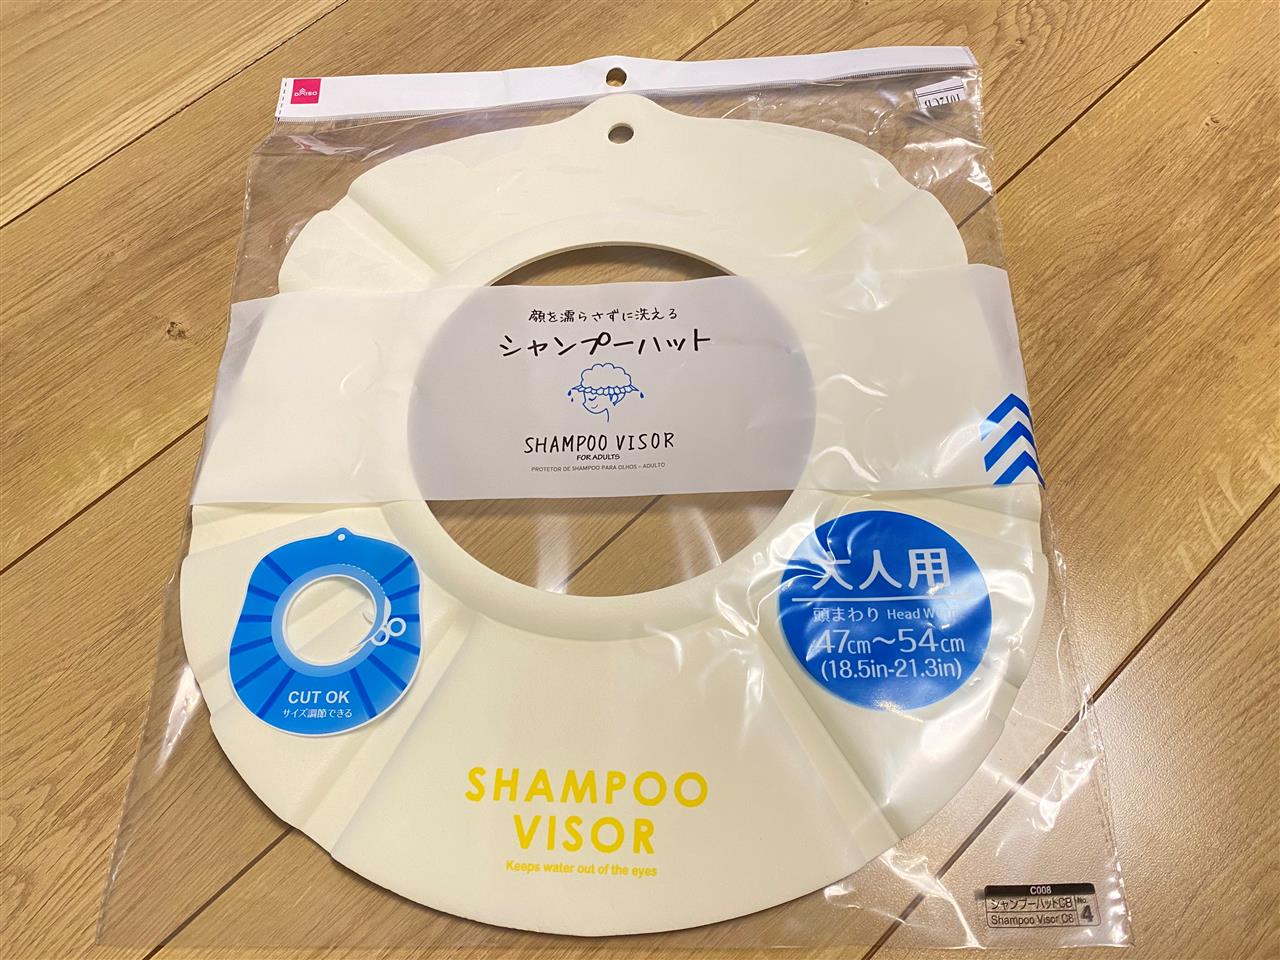 DAISO
1012CB
顔を濡らさずに洗える
シャンプーハット
SHAMPOO VISOR
FOR ADULTS
PROTETOR DE SHAMPOO PARA OLHOS - ADULTO
CUT OK
サイズ調節できる
大人用
頭まわり Head
47cm～54cm
(18.5in-21.3in)
SHAMPOO
VISOR
Keeps water out of the eyes
C008
シャンプーハットCB
Shampoo Visor C8
No.
4